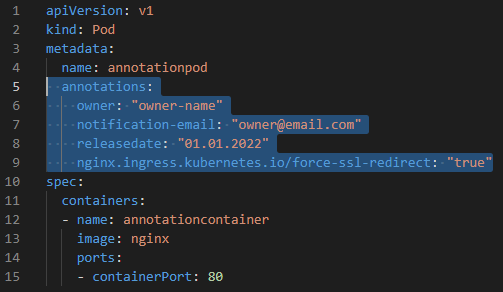 1 apiVersion: v1
2 kind: Pod
3 metadata:
4   name: annotationpod
5   annotations:
6     owner: "owner-name"
7     notification-email: "owner@email.com"
8     releasedate: "01.01.2022"
9     nginx.ingress.kubernetes.io/force-ssl-redirect: "true"
10 spec:
11   containers:
12   - name: annotationcontainer
13     image: nginx
14     ports:
15     - containerPort: 80